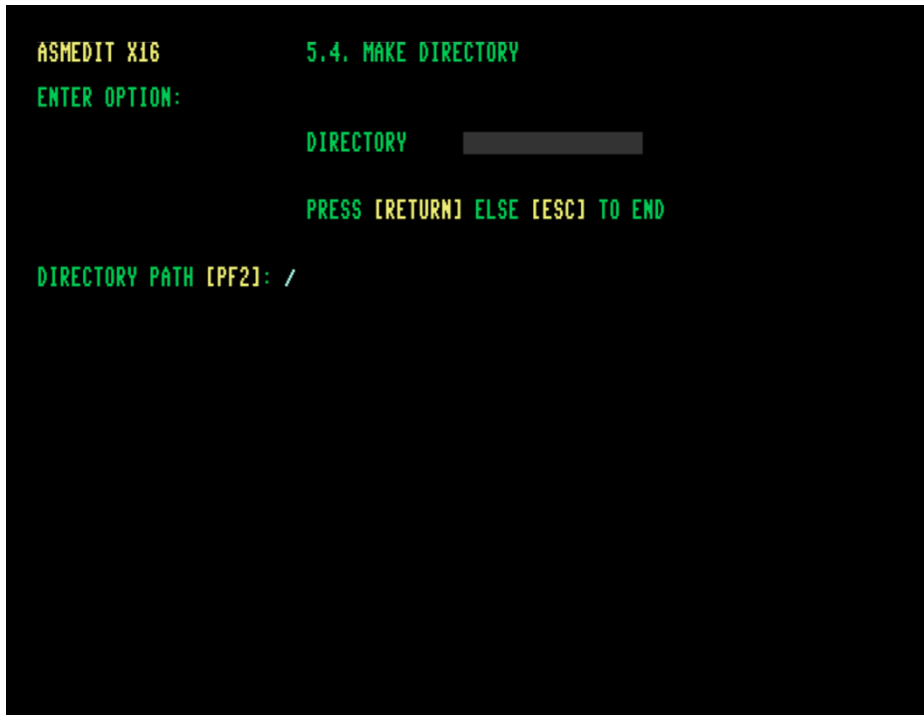 ASMEDIT X16 5.4. MAKE DIRECTORY
ENTER OPTION:
DIRECTORY
PRESS [RETURN] ELSE [ESC] TO END
DIRECTORY PATH [PF2]: /